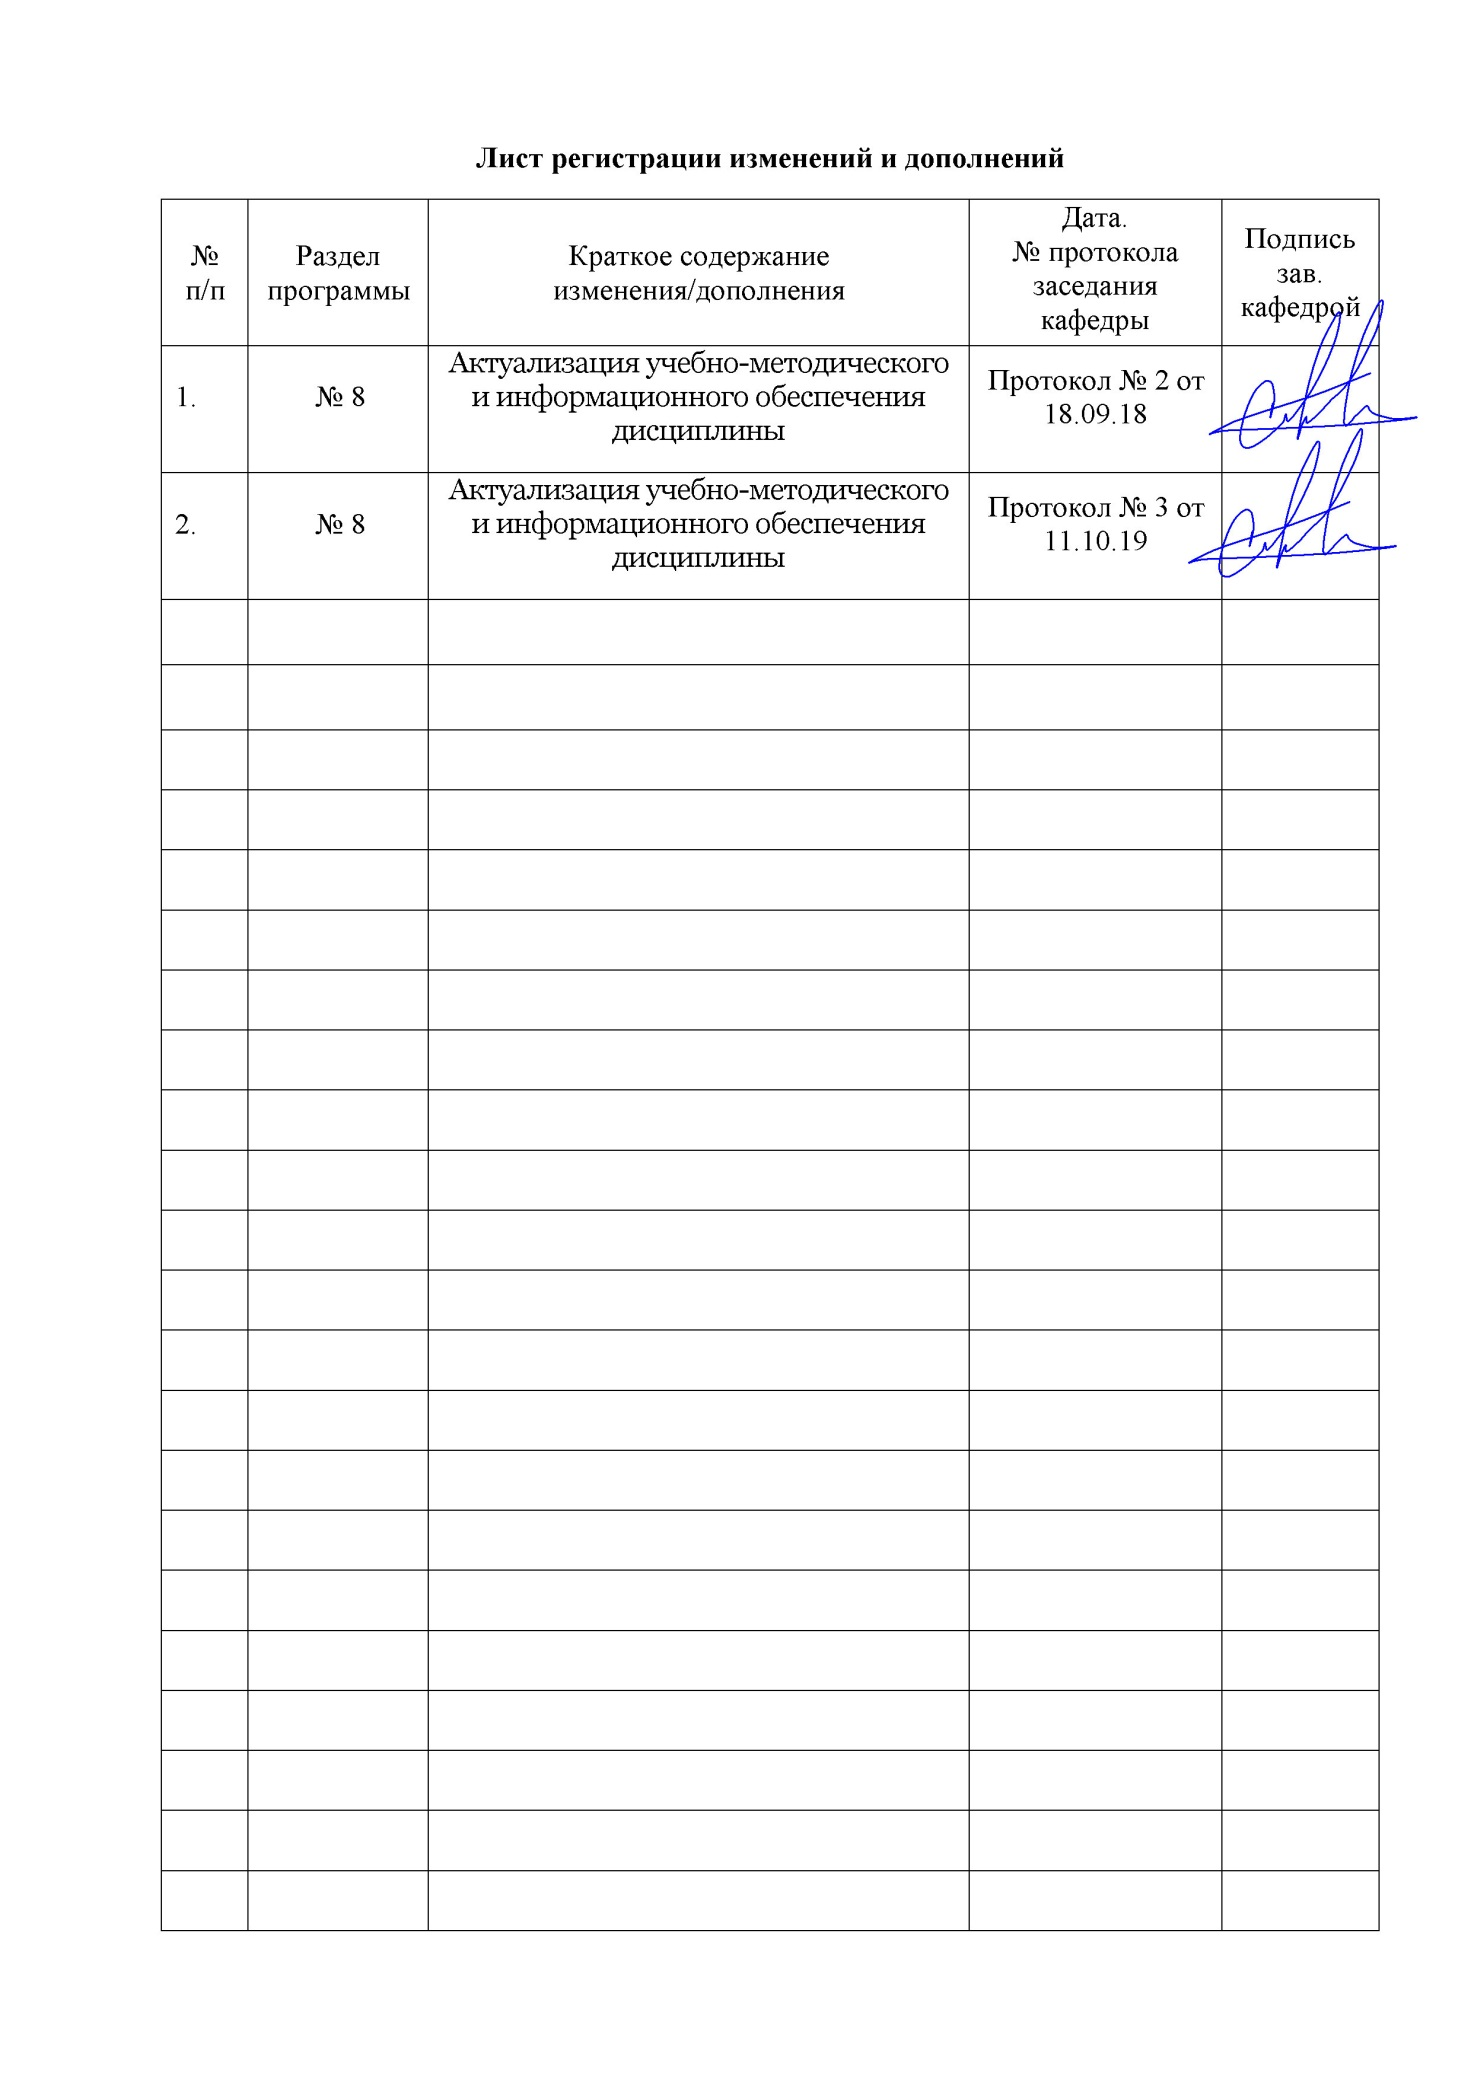 Лист регистрации изменений и дополнений
№
п/п
Раздел
программы
Краткое содержание
изменения/дополнения
Дата.
№ протокола
заседания
кафедры
Подпись
зав.
кафедрой
1.
№ 8
Актуализация учебно-методического
и информационного обеспечения
дисциплины
Протокол № 2 от
18.09.18
2.
№ 8
Актуализация учебно-методического
и информационного обеспечения
дисциплины
Протокол № 3 от
11.10.19